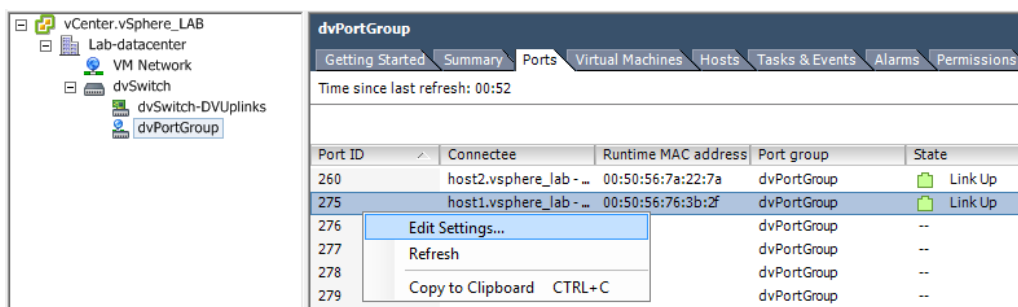 vCenter.vSphere_LAB
Lab-datacenter
VM Network
dvSwitch
dvSwitch-DVUplinks
dvPortGroup
dvPortGroup
Getting Started Summary Ports Virtual Machines Hosts Tasks & Events Alarms Permissions
Time since last refresh: 00:52
Port ID Connectee Runtime MAC address Port group State
260 host2.vsphere_lab - ... 00:50:56:7a:22:7a dvPortGroup Link Up
275 host1.vsphere_lab - ... 00:50:56:76:3b:2f dvPortGroup Link Up
276 dvPortGroup --
277 dvPortGroup --
278 dvPortGroup --
279 dvPortGroup --
Edit Settings...
Refresh
Copy to Clipboard CTRL+C